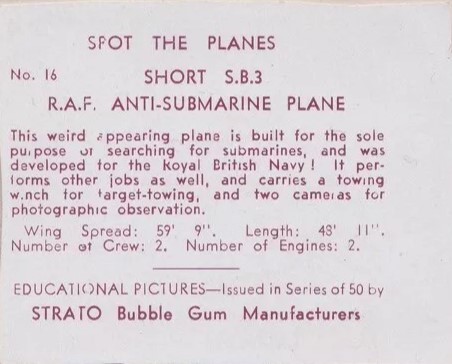 SPOT THE PLANES
No. 16 SHORT S.B.3
R.A.F. ANTI-SUBMARINE PLANE
This weird appearing plane is built for the sole
purpose of searching for submarines, and was
developed for the Royal British Navy! It per-
forms other jobs as well, and carries a towing
winch for target-towing, and two cameras for
photographic observation.
Wing Spread: 59' 9". Length: 43' 11".
Number of Crew: 2. Number of Engines: 2.
EDUCATIONAL PICTURES—Issued in Series of 50 by
STRATO Bubble Gum Manufacturers